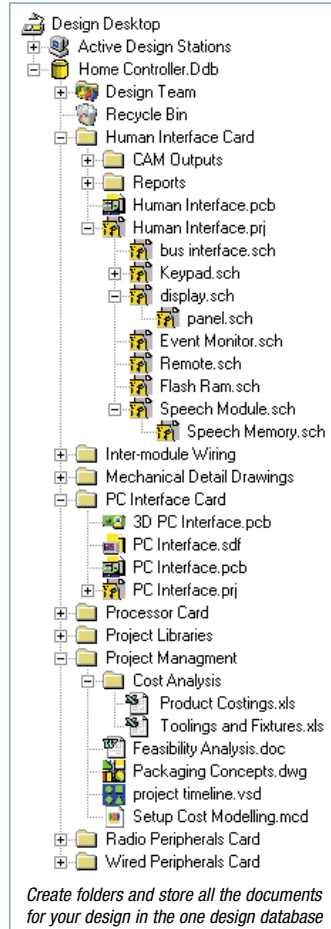 Design Desktop
Active Design Stations
Home Controller.Ddb
Design Team
Recycle Bin
Human Interface Card
CAM Outputs
Reports
Human Interface.pcb
Human Interface.prj
bus interface.sch
Keypad.sch
display.sch
panel.sch
Event Monitor.sch
Remote.sch
Flash Ram.sch
Speech Module.sch
Speech Memory.sch
Inter-module Wiring
Mechanical Detail Drawings
PC Interface Card
3D PC Interface.pcb
PC Interface.sdf
PC Interface.pcb
PC Interface.prj
Processor Card
Project Libraries
Project Managment
Cost Analysis
Product Costings.xls
Toolings and Fixtures.xls
Feasibility Analysis.doc
Packaging Concepts.dwg
project timeline.vsd
Setup Cost Modelling.mcd
Radio Peripherals Card
Wired Peripherals Card
Create folders and store all the documents
for your design in the one design database